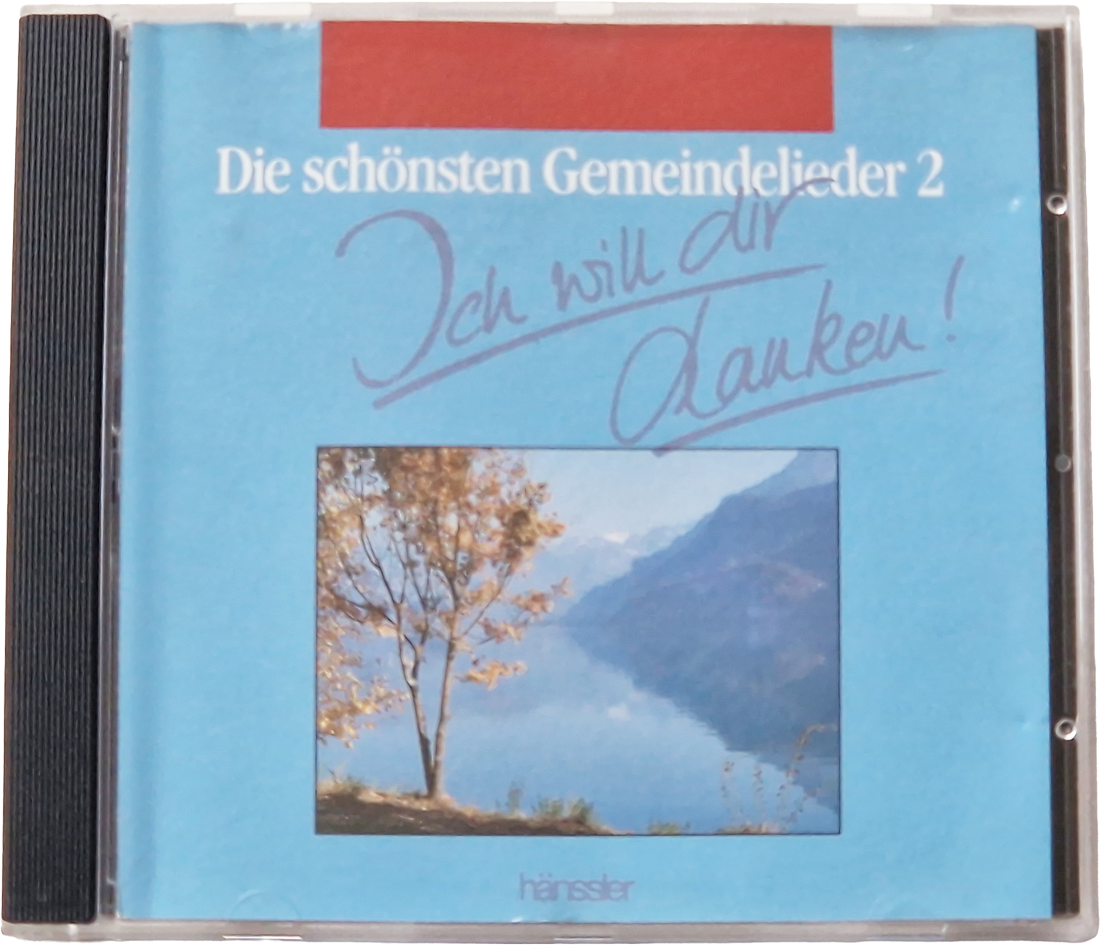 Die schönsten Gemeindelieder 2
Ich will dir
danken!
hänssler